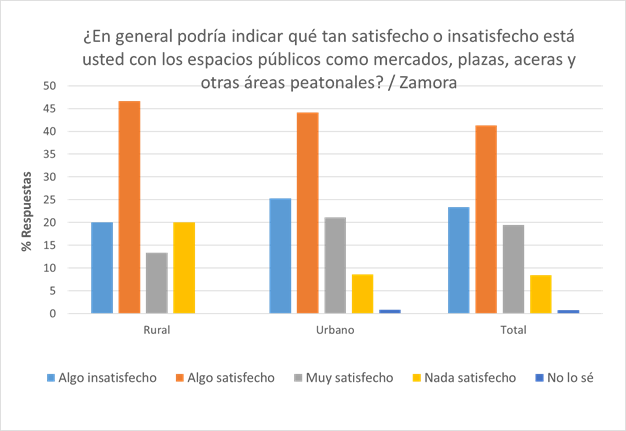 ¿En general podría indicar qué tan satisfecho o insatisfecho está
usted con los espacios públicos como mercados, plazas, aceras y
otras áreas peatonales? / Zamora
50
45
40
35
30
25
20
15
10
5
0
% Respuestas
Rural Urbano Total
Algo insatisfecho Algo satisfecho Muy satisfecho Nada satisfecho No lo sé